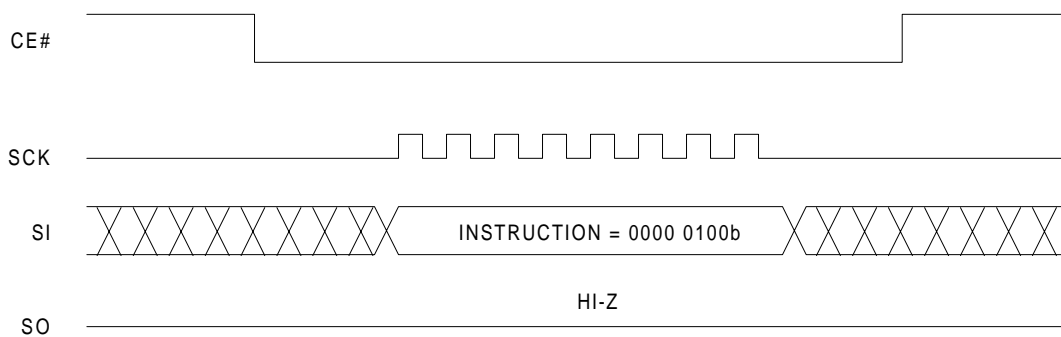 CE#
SCK
SI
INSTRUCTION = 0000 0100b
HI-Z
SO